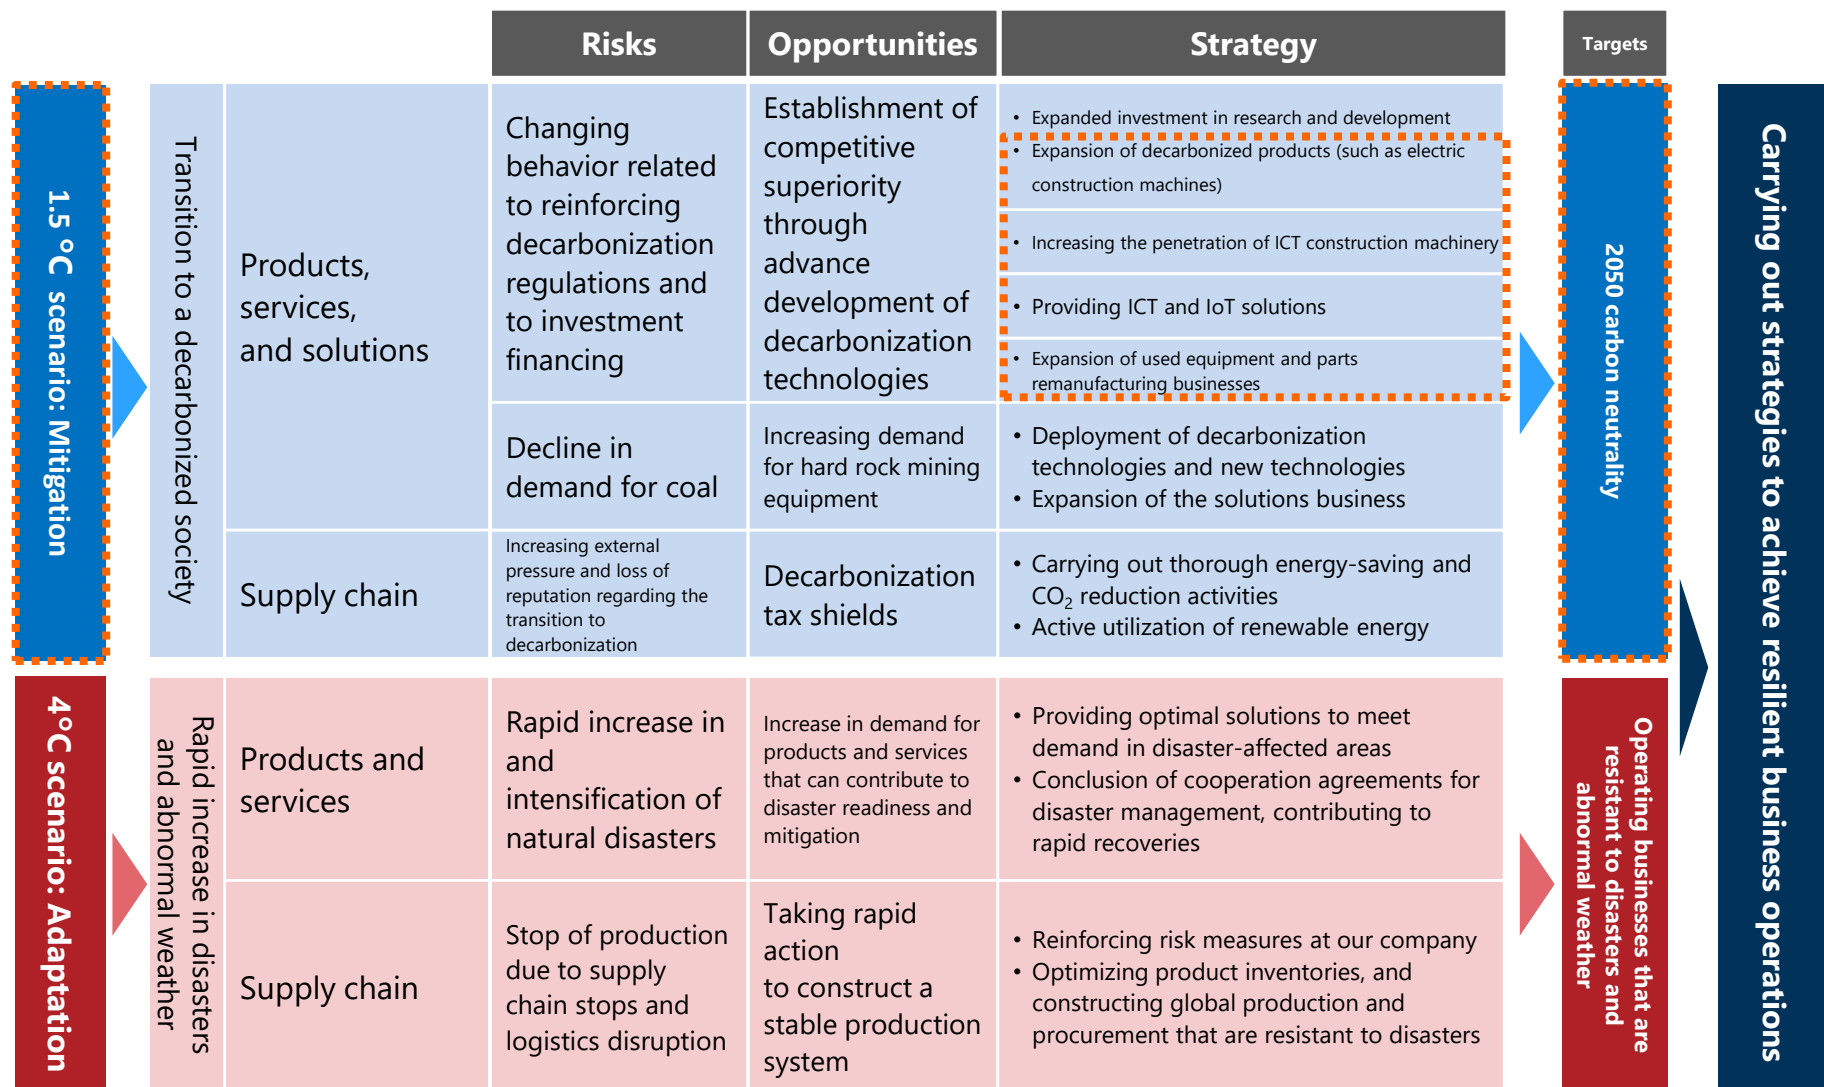 Risks
Opportunities
Strategy
Targets
1.5 °C scenario: Mitigation
Transition to a decarbonized society
Products,
services,
and solutions
Changing
behavior related
to reinforcing
decarbonization
regulations and
to investment
financing
Establishment of
competitive
superiority
through
advance
development of
decarbonization
technologies
• Expanded investment in research and development
• Expansion of decarbonized products (such as electric
construction machines)
• Increasing the penetration of ICT construction machinery
• Providing ICT and IoT solutions
• Expansion of used equipment and parts
remanufacturing businesses
Decline in
demand for coal
Increasing demand
for hard rock mining
equipment
• Deployment of decarbonization
technologies and new technologies
• Expansion of the solutions business
Supply chain
Increasing external
pressure and loss of
reputation regarding the
transition to
decarbonization
Decarbonization
tax shields
• Carrying out thorough energy-saving and
CO₂ reduction activities
• Active utilization of renewable energy
2050 carbon neutrality
4°C scenario: Adaptation
Rapid increase in disasters
and abnormal weather
Products and
services
Rapid increase in
and
intensification of
natural disasters
Increase in demand for
products and services
that can contribute to
disaster readiness and
mitigation
• Providing optimal solutions to meet
demand in disaster-affected areas
• Conclusion of cooperation agreements for
disaster management, contributing to
rapid recoveries
Supply chain
Stop of production
due to supply
chain stops and
logistics disruption
Taking rapid
action
to construct a
stable production
system
• Reinforcing risk measures at our company
• Optimizing product inventories, and
constructing global production and
procurement that are resistant to disasters
Operating businesses that are
resistant to disasters and
abnormal weather
Carrying out strategies to achieve resilient business operations